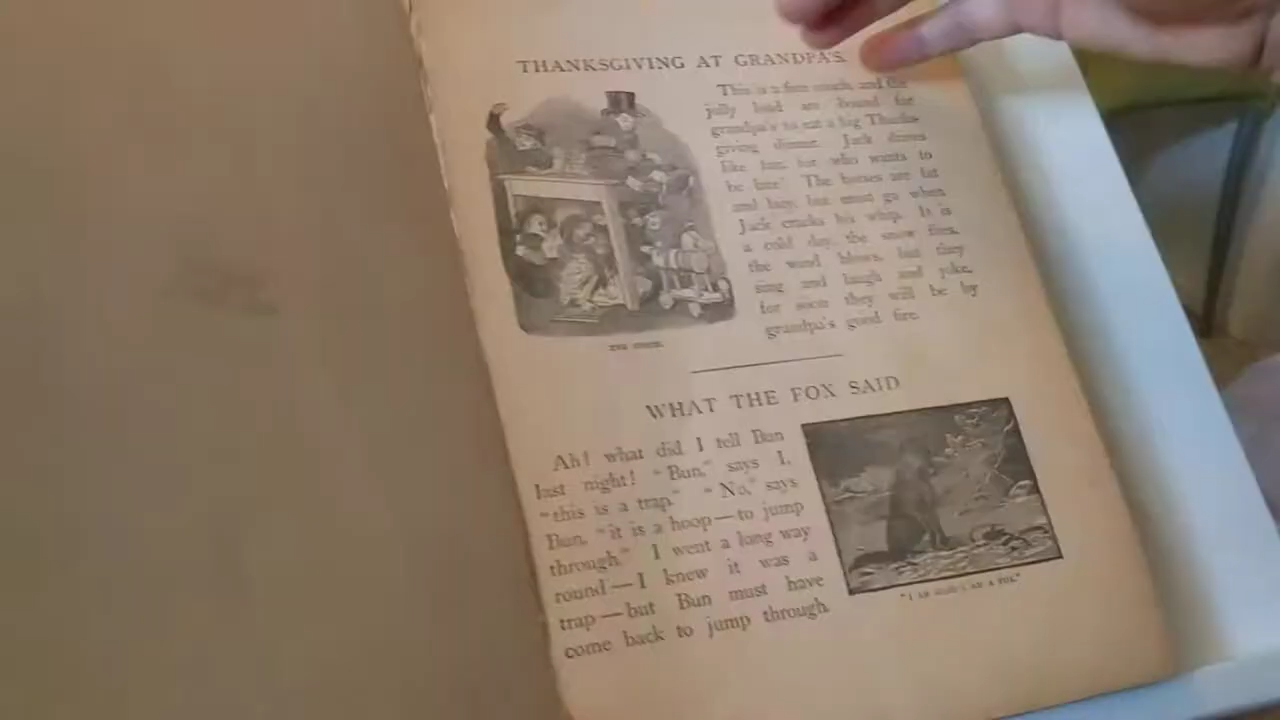 THANKSGIVING AT GRANDPA'S.
This is a fine coach, and the
jolly load are bound for
grandpa's to eat a big Thanks-
giving dinner. Jack drives
like fun, for who wants to
be late? The horses are fat
and lazy, but must go when
Jack cracks his whip. It is
a cold day, the snow flies,
the wind blows, but they
sing and laugh and joke,
for soon they will be by
grandpa's good fire.
WHAT THE FOX SAID
Ah! what did I tell Bun
last night! "Bun," says I,
"this is a trap." "No," says
Bun, "it is a hoop—to jump
through." I went a long way
round—I knew it was a
trap—but Bun must have
come back to jump through.
"I AM GLAD I AM A FOX."